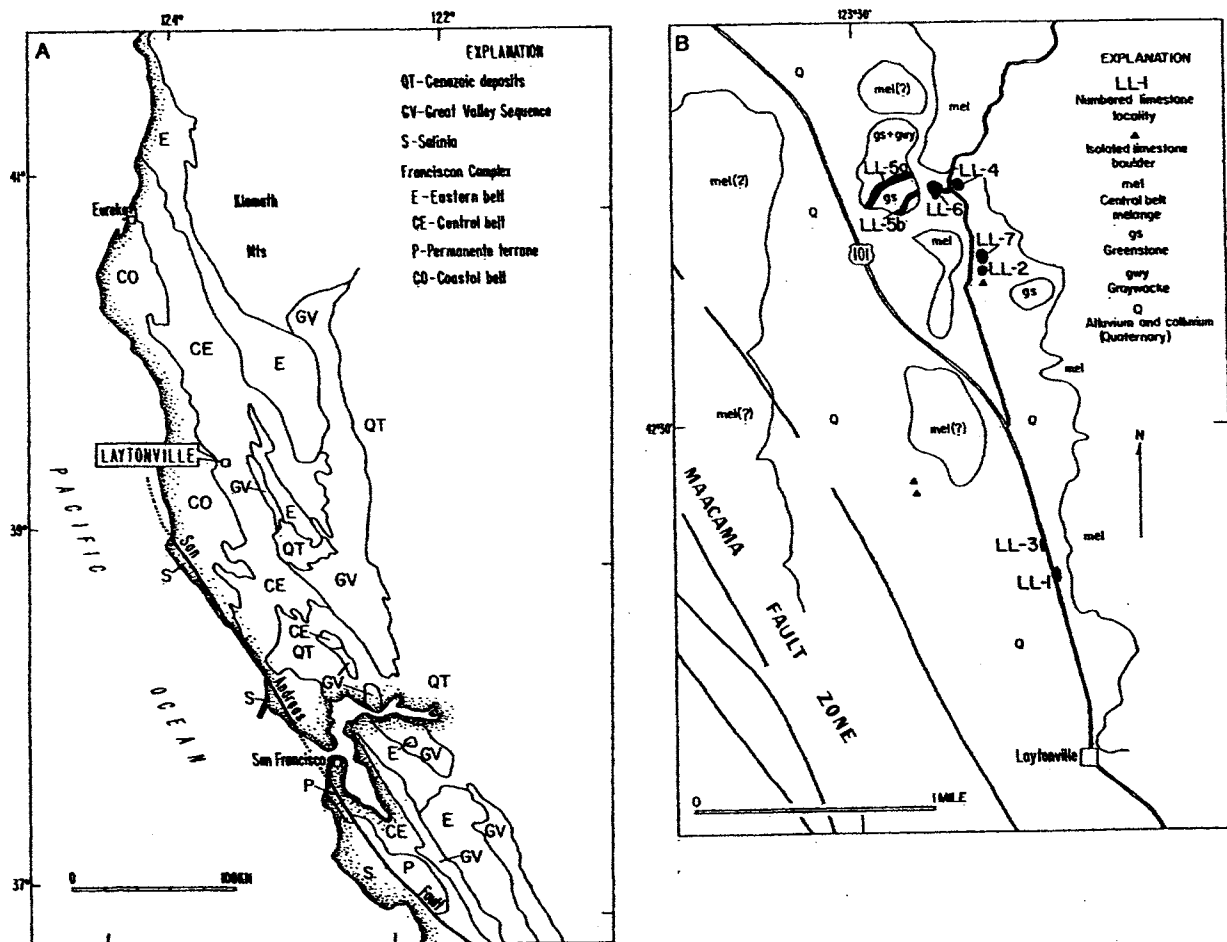 A
124°
122°
EXPLANATION
QT-Cenozoic deposits
GV-Great Valley Sequence
S-Salinia
Franciscan Complex
E-Eastern belt
CE-Central belt
P-Permanente terrane
CO-Coastal belt
41°
39°
37°
E
Klamath
Mts
Eureka
CO
CE
E
GV
QT
LAYTONVILLE
GV
CO
E
QT
GV
San
S
CE
CE
QT
GV
QT
Andreas
S
PACIFIC
OCEAN
San Francisco
E
GV
P
CE
E
GV
GV
P
S
Fault
0
100KM
B
123°30'
EXPLANATION
LL-1
Numbered limestone
locality
Isolated limestone
boulder
mel
Central belt
melange
gs
Greenstone
gwy
Graywacke
Q
Alluvium and colluvium
(Quaternary)
Q
mel(?)
mel
gs+gwy
LL-5a
LL-4
mel(?)
gs
LL-6
Q
LL-5b
mel
LL-7
101
LL-2
gs
mel
mel(?)
Q
mel(?)
Q
42°30'
N
MAACAMA
FAULT
ZONE
LL-3
mel
LL-1
Q
Laytonville
0
1 MILE